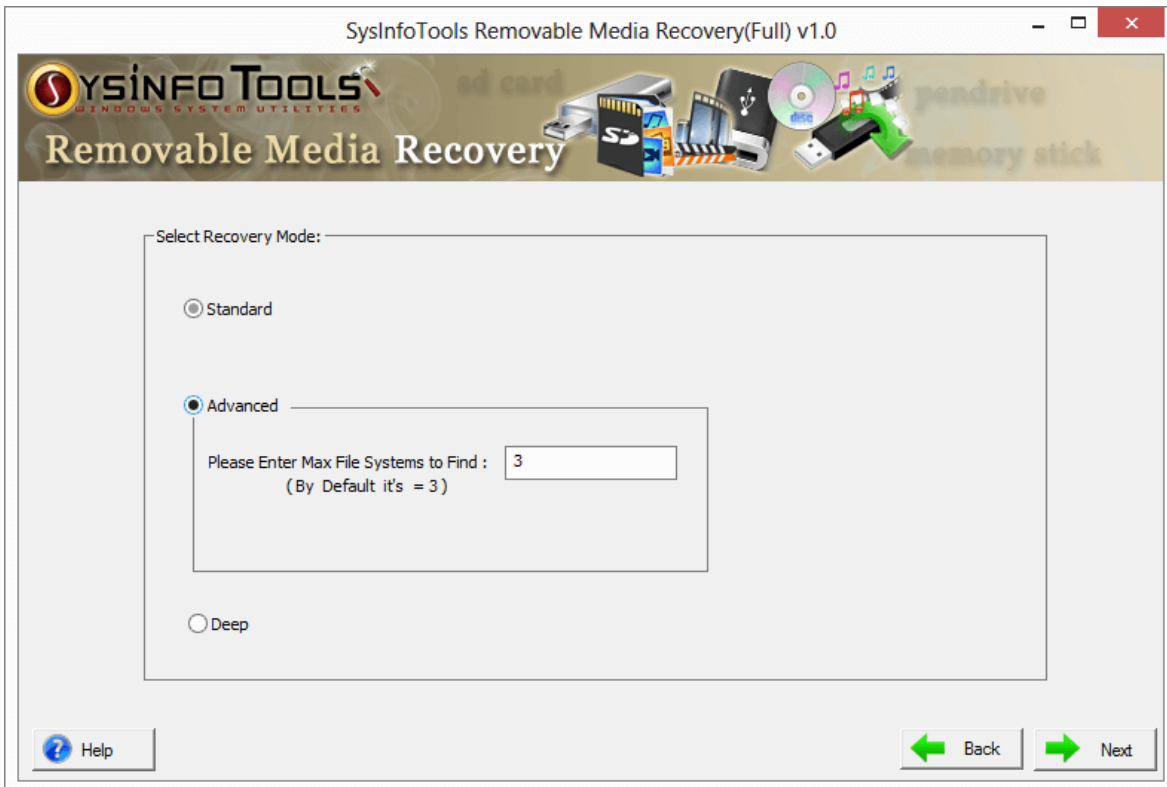 SysInfoTools Removable Media Recovery(Full) v1.0
SYSINFO TOOLS
WINDOWS SYSTEM UTILITIES
Removable Media Recovery
sd card
SD
disc
pendrive
memory stick
Select Recovery Mode:
Standard
Advanced
Please Enter Max File Systems to Find :
3
( By Default it's = 3 )
Deep
Help
Back
Next